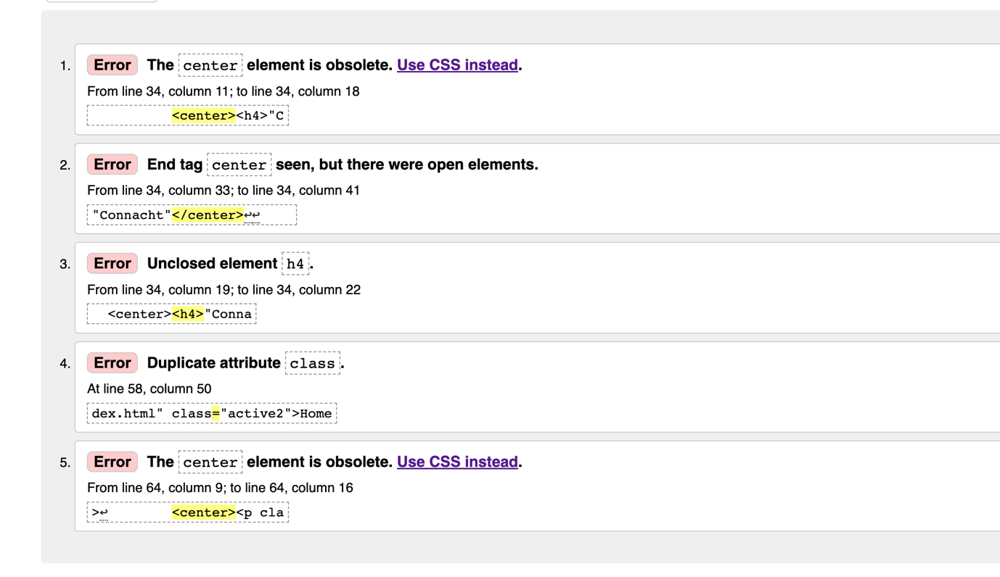 1. Error The center element is obsolete. Use CSS instead.
From line 34, column 11; to line 34, column 18
<center><h4>"C
2. Error End tag center seen, but there were open elements.
From line 34, column 33; to line 34, column 41
"Connacht"</center>↩↩
3. Error Unclosed element h4.
From line 34, column 19; to line 34, column 22
<center><h4>"Conna
4. Error Duplicate attribute class.
At line 58, column 50
dex.html" class="active2">Home
5. Error The center element is obsolete. Use CSS instead.
From line 64, column 9; to line 64, column 16
>↩ <center><p cla